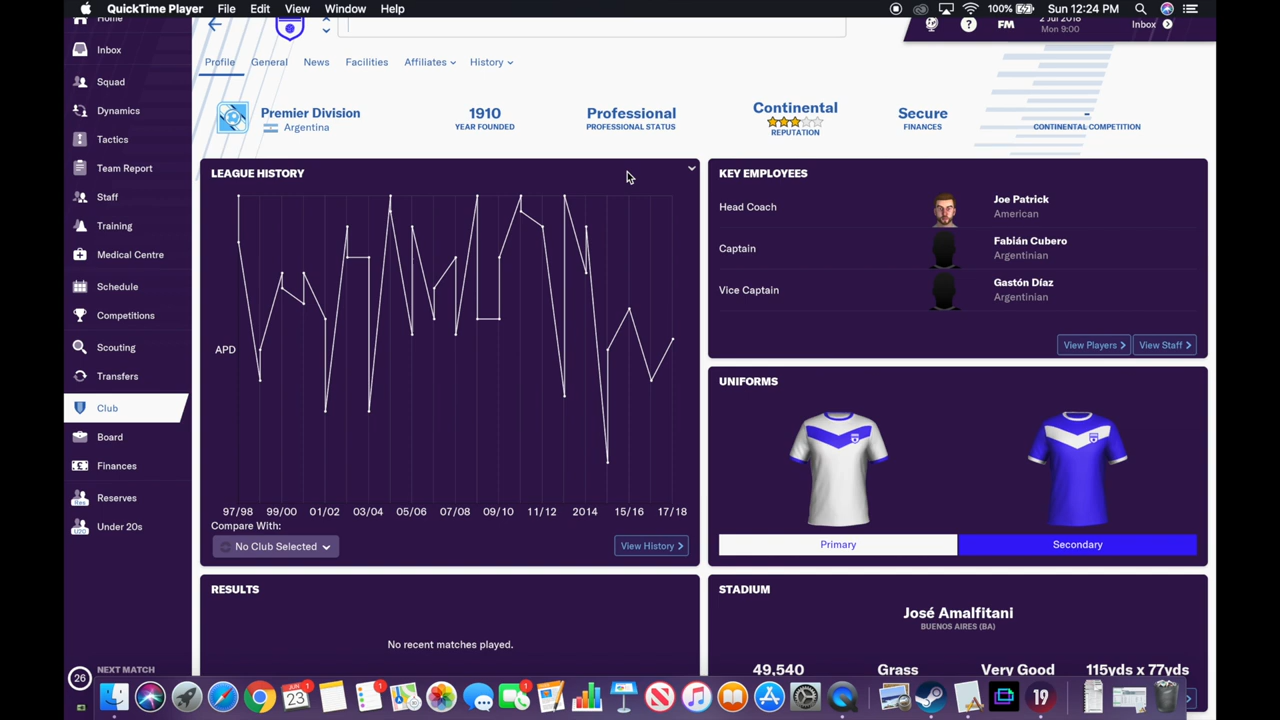 QuickTime Player File Edit View Window Help
100% Sun 12:24 PM
Home
2 Jul 2018
Mon 9:00
FM
Inbox
Inbox
Squad
Dynamics
Tactics
Team Report
Staff
Training
Medical Centre
Schedule
Competitions
Scouting
Transfers
Club
Board
Finances
Reserves
Under 20s
NEXT MATCH
26
Profile General News Facilities Affiliates History
Premier Division
Argentina
1910
YEAR FOUNDED
Professional
PROFESSIONAL STATUS
Continental
REPUTATION
Secure
FINANCES
-
CONTINENTAL COMPETITION
LEAGUE HISTORY
APD
97/98 99/00 01/02 03/04 05/06 07/08 09/10 11/12 2014 15/16 17/18
Compare With:
No Club Selected
View History
KEY EMPLOYEES
Head Coach
Joe Patrick
American
Captain
Fabián Cubero
Argentinian
Vice Captain
Gastón Díaz
Argentinian
View Players View Staff
UNIFORMS
Primary Secondary
RESULTS
No recent matches played.
STADIUM
José Amalfitani
BUENOS AIRES (BA)
49,540 Grass Very Good 115yds x 77yds
JUN
23
1
1
1
19